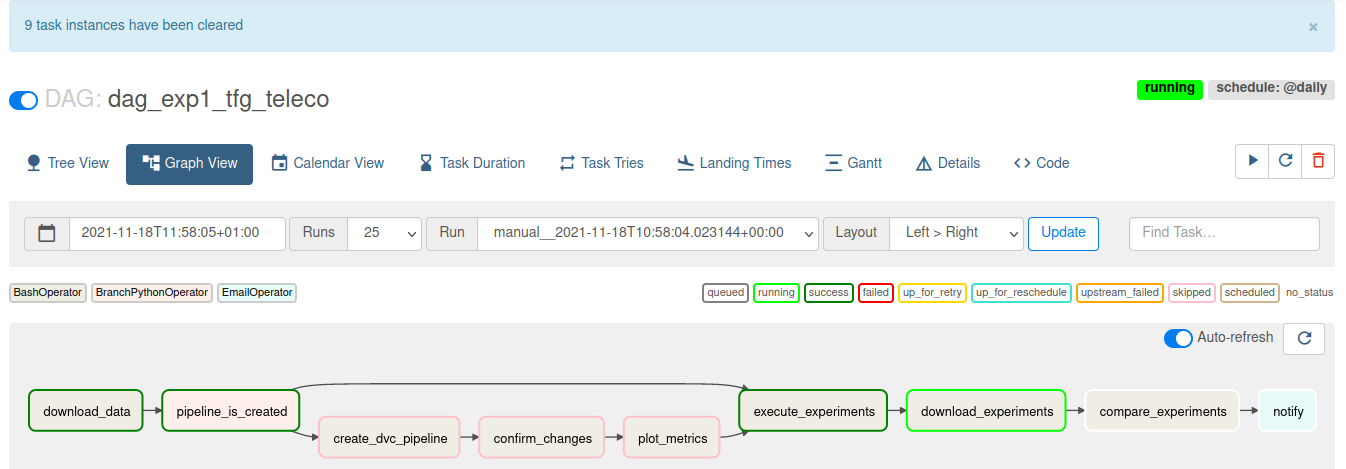 9 task instances have been cleared ×
DAG: dag_exp1_tfg_teleco running schedule: @daily
Tree View Graph View Calendar View Task Duration Task Tries Landing Times Gantt Details Code
2021-11-18T11:58:05+01:00 Runs 25 Run manual__2021-11-18T10:58:04.023144+00:00 Layout Left > Right Update Find Task...
BashOperator BranchPythonOperator EmailOperator queued running success failed up_for_retry up_for_reschedule upstream_failed skipped scheduled no_status
Auto-refresh
download_data pipeline_is_created execute_experiments download_experiments compare_experiments notify
create_dvc_pipeline confirm_changes plot_metrics